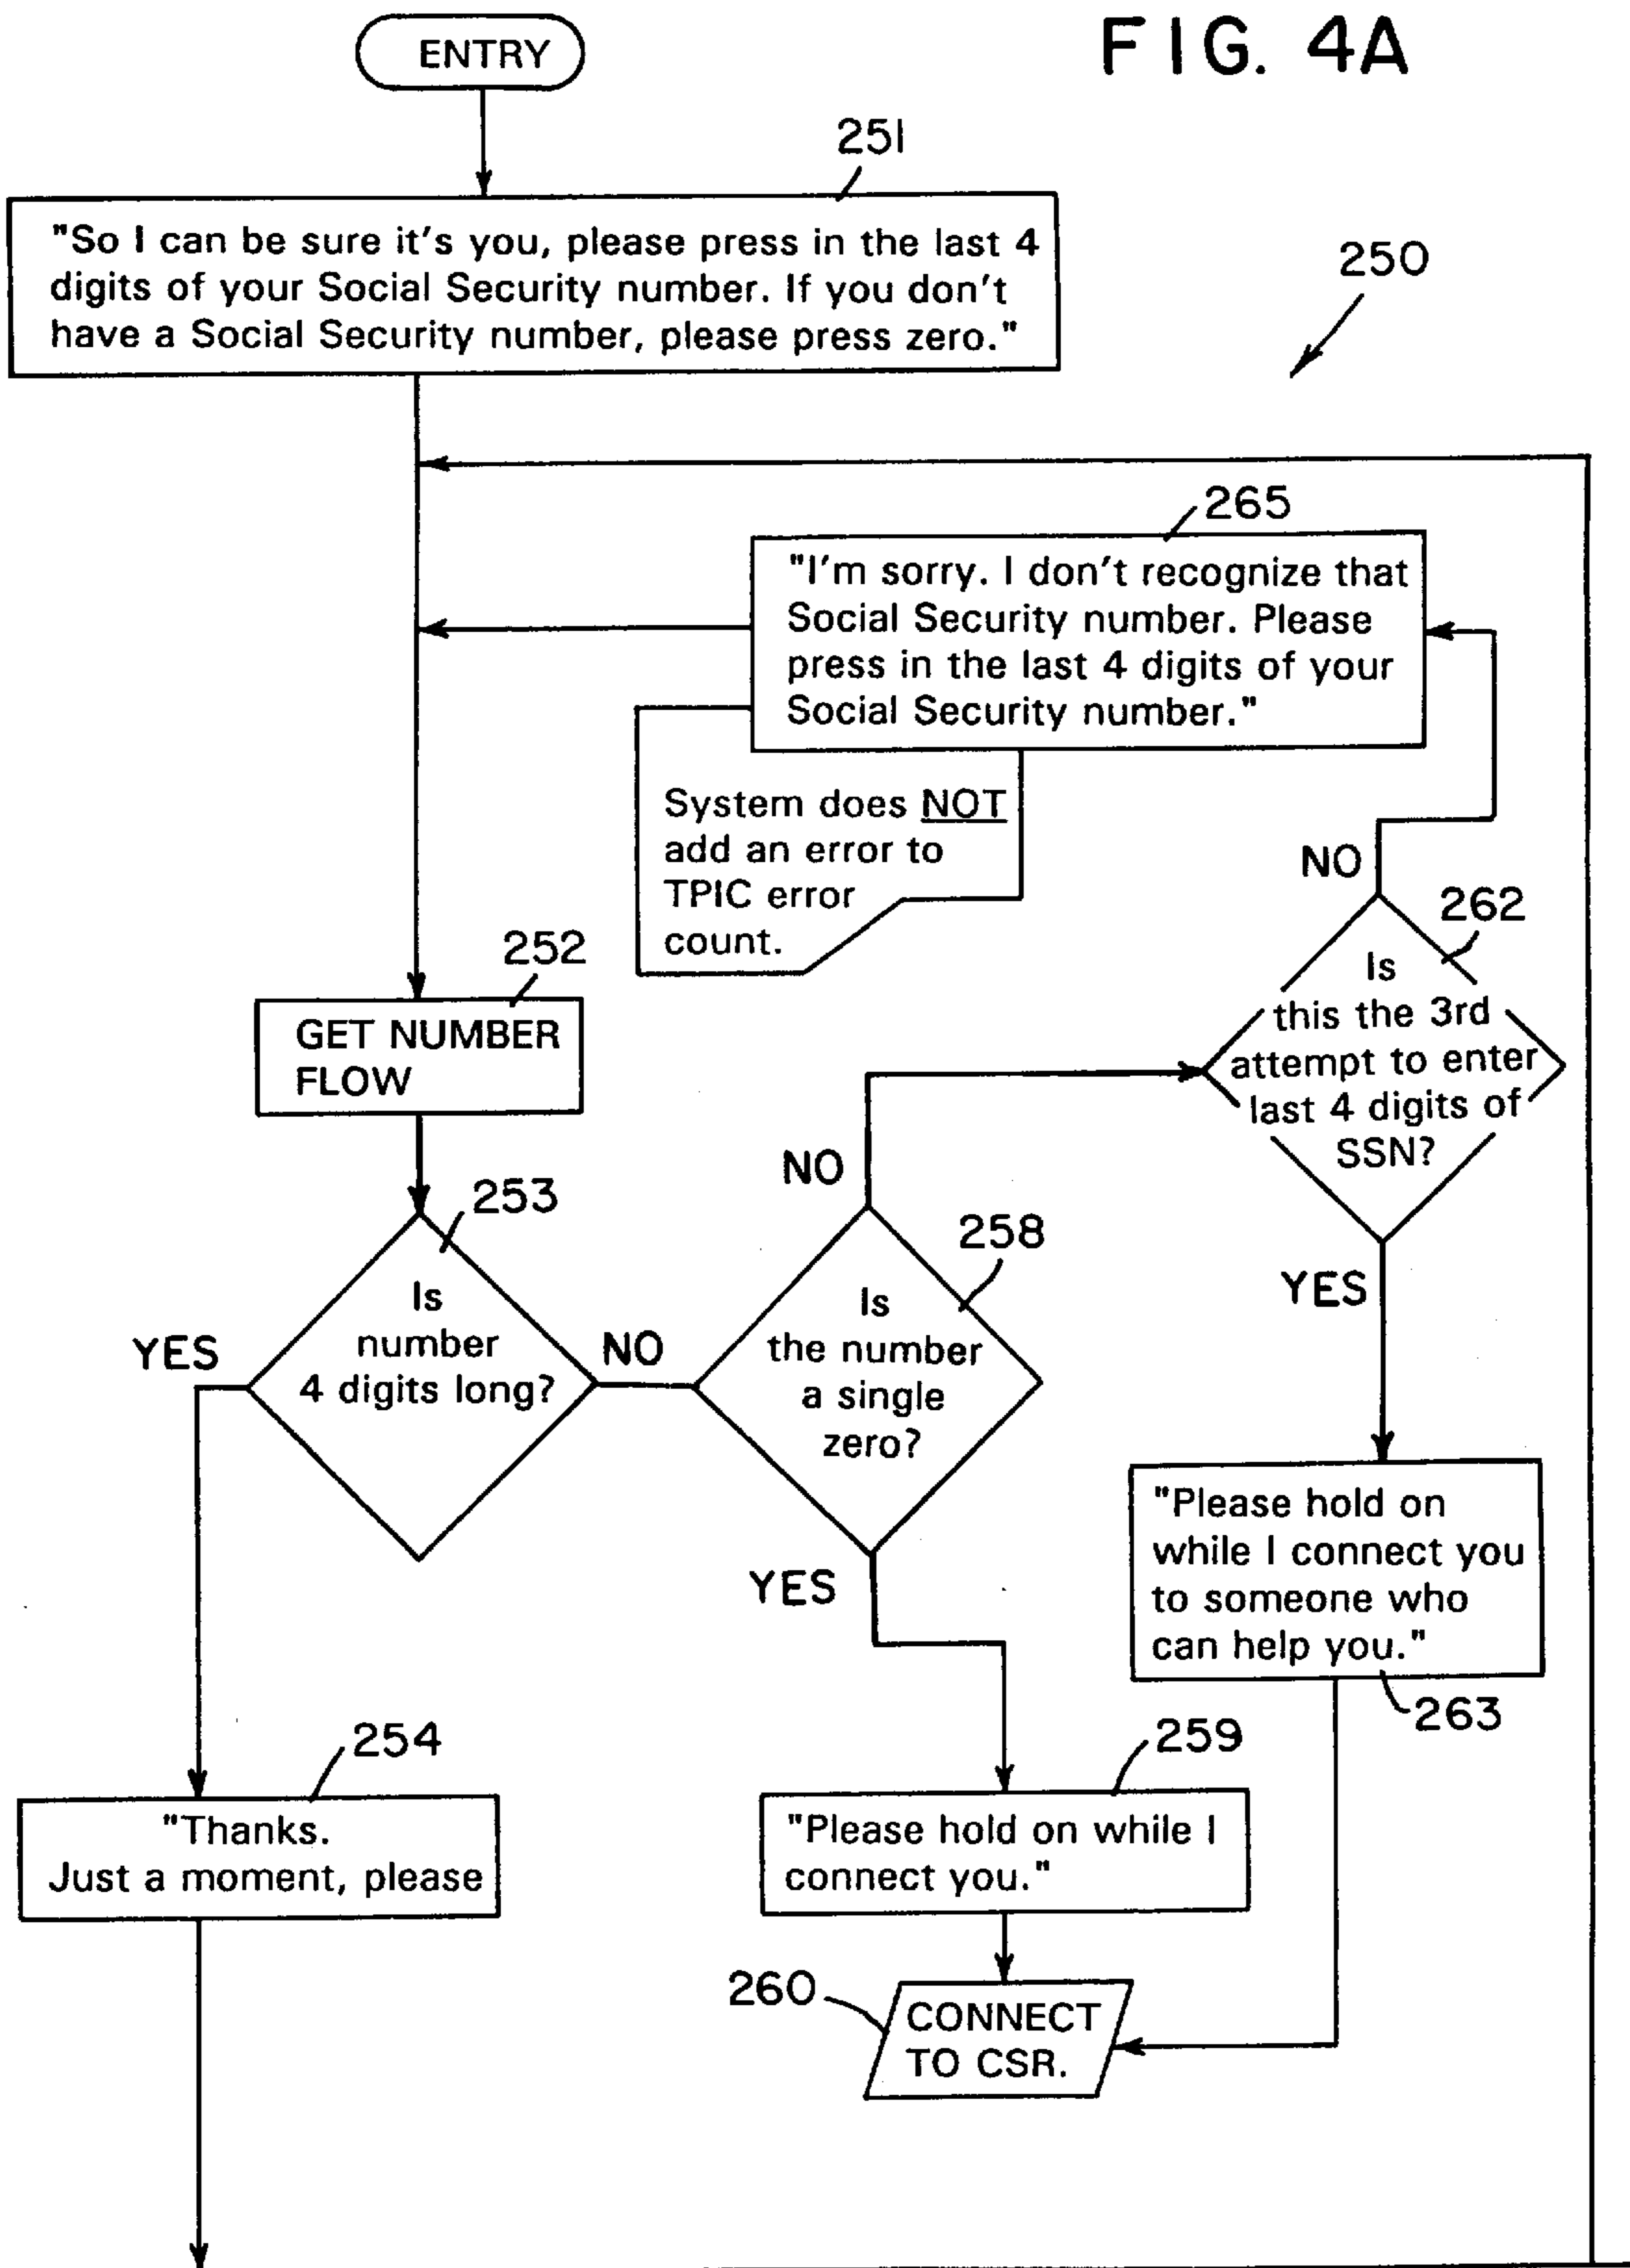 ENTRY
FIG. 4A
251
"So I can be sure it's you, please press in the last 4
digits of your Social Security number. If you don't
have a Social Security number, please press zero."
250
265
"I'm sorry. I don't recognize that
Social Security number. Please
press in the last 4 digits of your
Social Security number."
System does NOT
add an error to
TPIC error
count.
NO
262
Is
this the 3rd
attempt to enter
last 4 digits of
SSN?
252
GET NUMBER
FLOW
NO
253
258
Is
number
4 digits long?
YES
NO
Is
the number
a single
zero?
YES
YES
"Please hold on
while I connect you
to someone who
can help you."
263
254
"Thanks.
Just a moment, please
259
"Please hold on while I
connect you."
260
CONNECT
TO CSR.